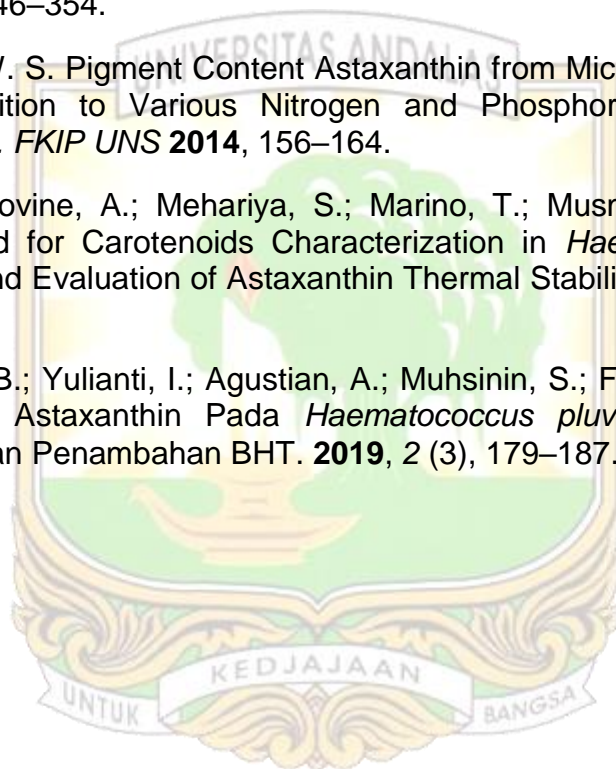 46–354.
UNIVERSITAS ANDALAS
W. S. Pigment Content Astaxanthin from Mic
ition to Various Nitrogen and Phosphor
. FKIP UNS 2014, 156–164.
ovine, A.; Mehariya, S.; Marino, T.; Musm
d for Carotenoids Characterization in Hae
nd Evaluation of Astaxanthin Thermal Stabili
B.; Yulianti, I.; Agustian, A.; Muhsinin, S.; F
Astaxanthin Pada Haematococcus pluv
an Penambahan BHT. 2019, 2 (3), 179–187.
KEDJAJAAN
UNTUK
BANGSA